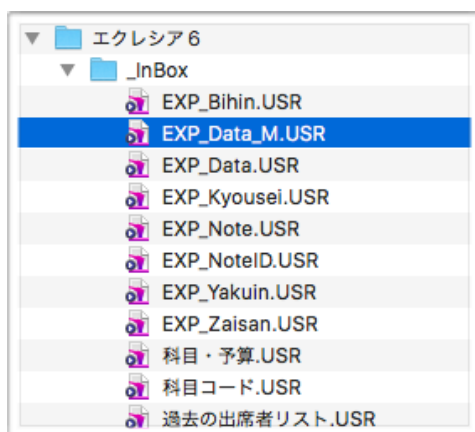 エクレシア6
_InBox
EXP_Bihin.USR
EXP_Data_M.USR
EXP_Data.USR
EXP_Kyousei.USR
EXP_Note.USR
EXP_NoteID.USR
EXP_Yakuin.USR
EXP_Zaisan.USR
科目・予算.USR
科目コード.USR
過去の出席者リスト.USR